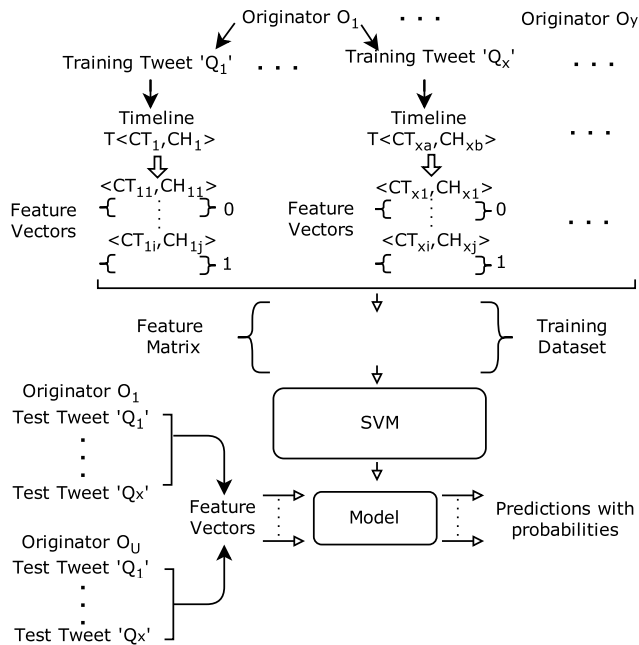 Originator O₁ . . . Originator Oy
Training Tweet 'Q₁' . . . Training Tweet 'Qₓ' . . .
Timeline Timeline
T<CT₁,CH₁> T<CTxa,CHxb> . . .
<CT₁₁,CH₁₁> <CTx1,CHx1>
Feature
Vectors
0
Feature
Vectors
0
. . .
<CT1i,CH1j> <CTxi,CHxj>
1 1
Feature
Matrix
Training
Dataset
SVM
Originator O₁
Test Tweet 'Q₁'
Test Tweet 'Qx'
Feature
Vectors
Model
Predictions with
probabilities
Originator OU
Test Tweet 'Q₁'
Test Tweet 'Qx'